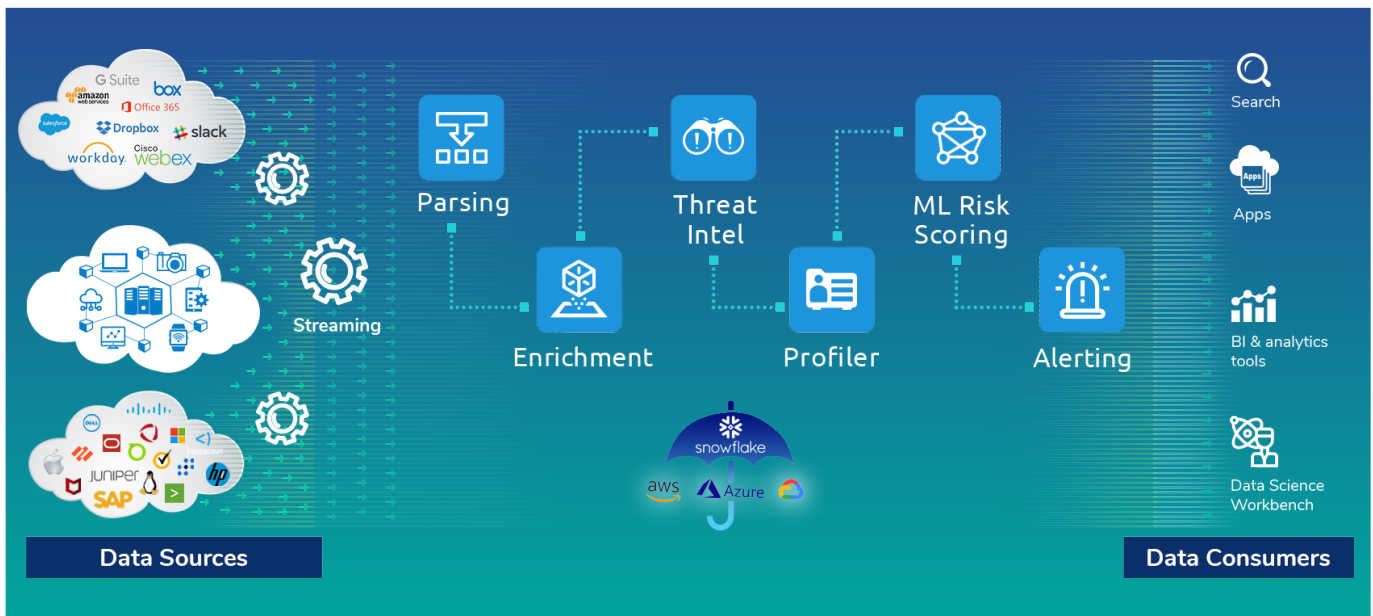 G Suite
amazon
web services
box
Office 365
salesforce
Dropbox
slack
workday.
Cisco
webex
Streaming
DELL
FORESCOUT
JUNIPER
hp
SAP
>
Data Sources
Parsing
Enrichment
Threat
Intel
Profiler
ML Risk
Scoring
Alerting
snowflake
aws
Azure
Search
Apps
Apps
BI & analytics
tools
Data Science
Workbench
Data Consumers